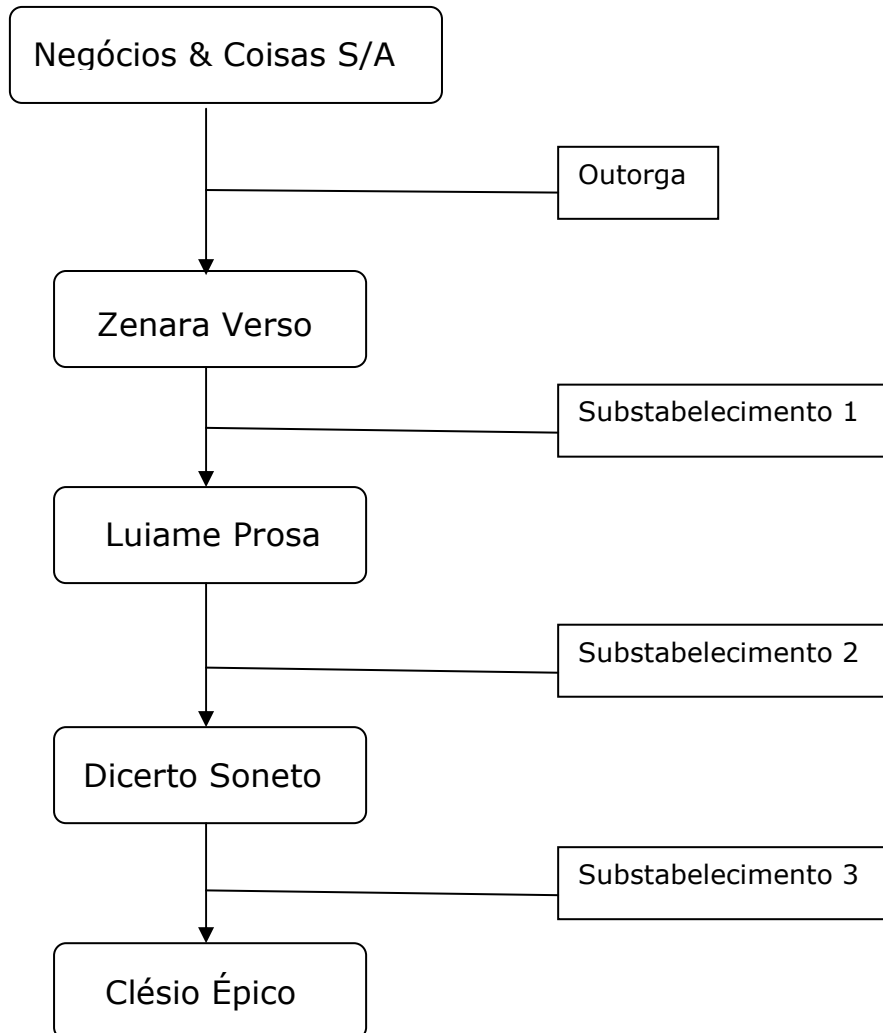 Negócios & Coisas S/A
Outorga
Zenara Verso
Substabelecimento 1
Luiame Prosa
Substabelecimento 2
Dicerto Soneto
Substabelecimento 3
Clésio Épico